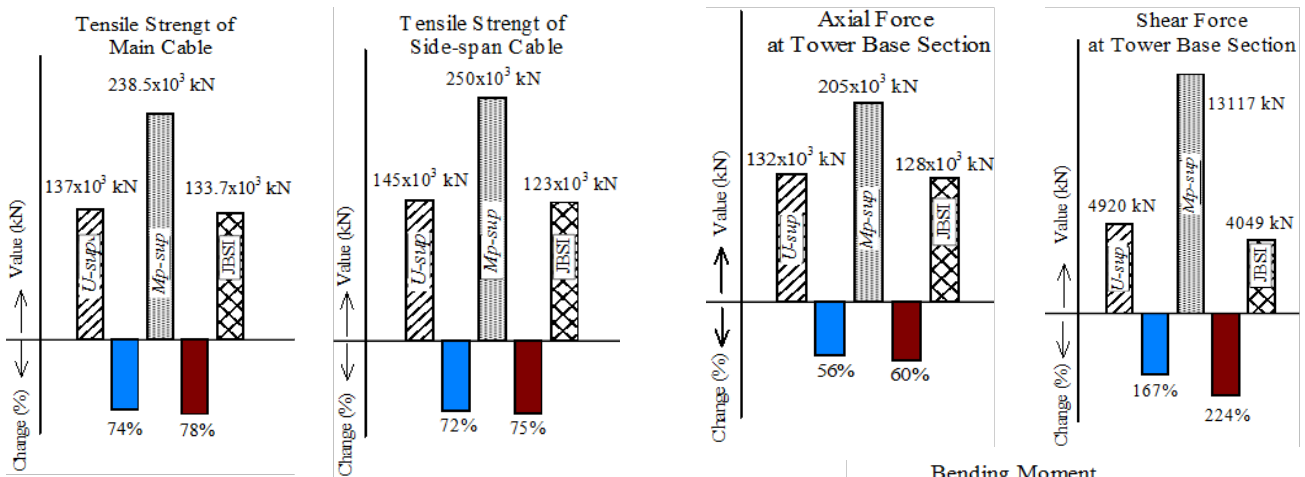 Tensile Strengt of
Main Cable
238.5x10³ kN
137x10³ kN
133.7x10³ kN
U-sup
Mp-sup
JBSI
Value (kN)
Change (%)
74%
78%
Tensile Strengt of
Side-span Cable
250x10³ kN
145x10³ kN
123x10³ kN
U-sup
Mp-sup
JBSI
Value (kN)
Change (%)
72%
75%
Axial Force
at Tower Base Section
205x10³ kN
132x10³ kN
128x10³ kN
U-sup
Mp-sup
JBSI
Value (kN)
Change (%)
56%
60%
Shear Force
at Tower Base Section
13117 kN
4920 kN
4049 kN
U-sup
Mp-sup
JBSI
Value (kN)
Change (%)
167%
224%
Bending Moment